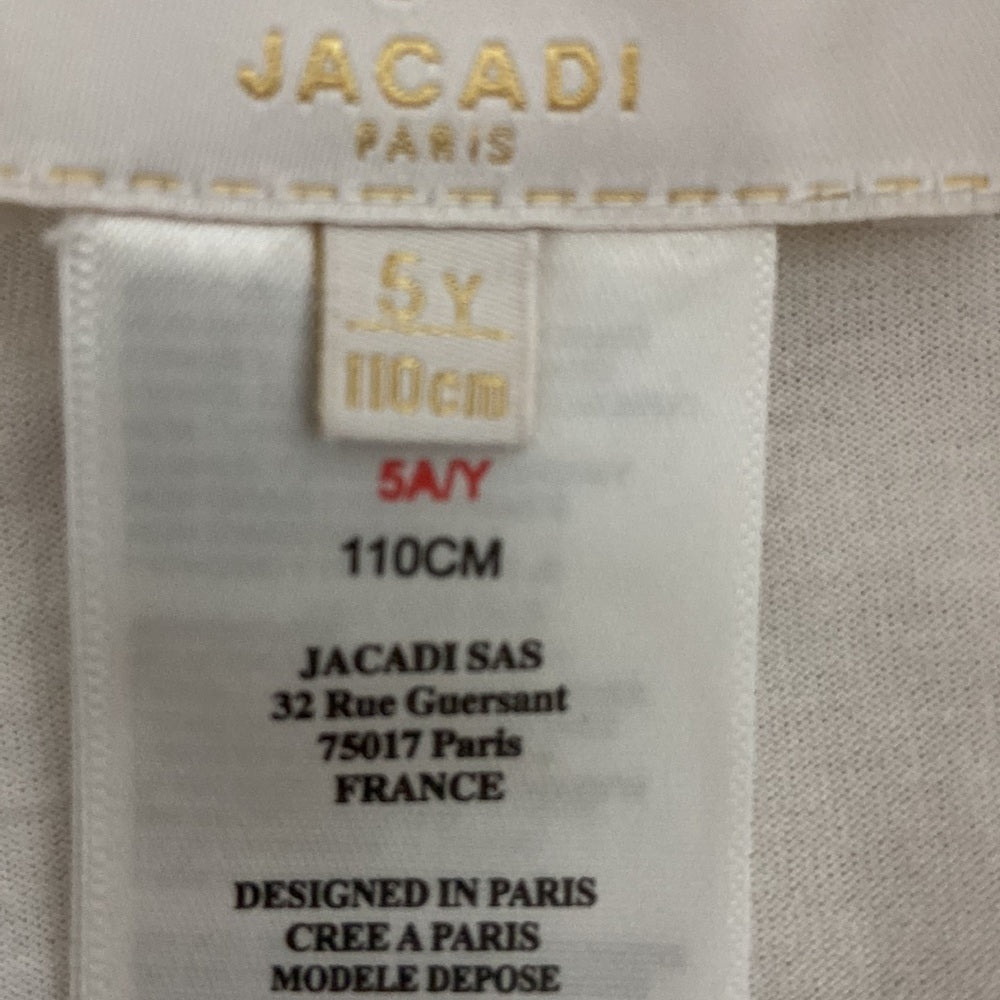 JACADI
PARIS
5Y
110cm
5A/Y
110CM
JACADI SAS
32 Rue Guersant
75017 Paris
FRANCE
DESIGNED IN PARIS
CREE A PARIS
MODELE DEPOSE